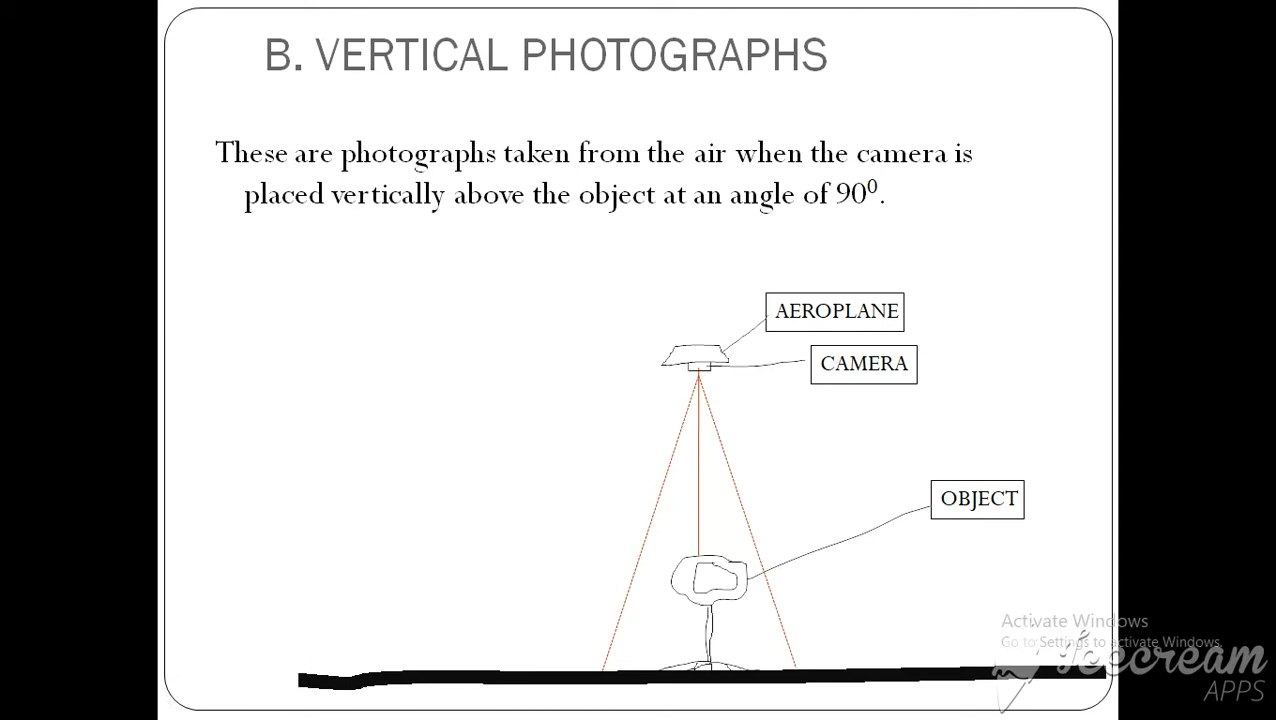 B. VERTICAL PHOTOGRAPHS
These are photographs taken from the air when the camera is
placed vertically above the object at an angle of 90⁰.
AEROPLANE
CAMERA
OBJECT
Activate Windows
Go to Settings to activate Windows.
Icecream
APPS